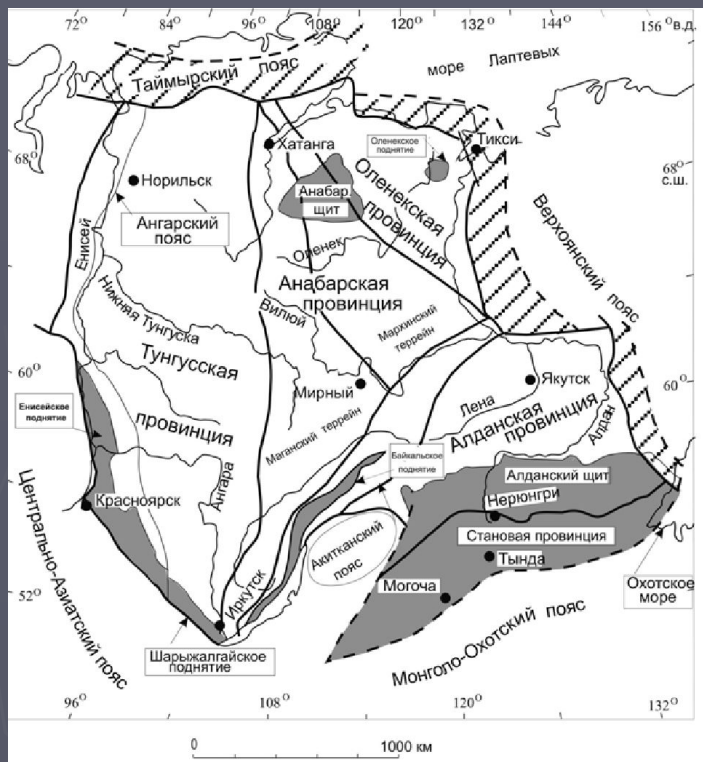 72° 84° 96° 108° 120° 132° 144° 156° в.д.
Таймырский пояс
море Лаптевых
68°
Хатанга
Оленекское
поднятие
Тикси
68°
с.ш.
Норильск
Анабар
щит
Оленекская
провинция
Ангарский
пояс
Енисей
Оленек
Верхоянский пояс
Анабарская
провинция
Нижняя Тунгуска
Вилюй
Мархинский
террейн
Тунгусская
провинция
60°
Мирный
Якутск
60°
Енисейское
поднятие
Лена
Алданская
провинция
Алдан
Маганский террейн
Байкальское
поднятие
Ангара
Алданский щит
Красноярск
Нерюнгри
Центрально-Азиатский пояс
Становая провинция
Акитканский
пояс
Тында
52°
Иркутск
Могоча
Охотское
море
Шарыжалгайское
поднятие
Монголо-Охотский пояс
96° 108° 120° 132°
0 1000 км